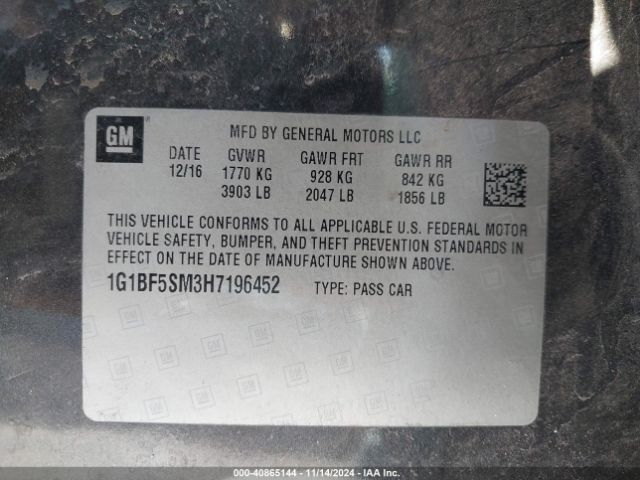 GM
MFD BY GENERAL MOTORS LLC
DATE GVWR GAWR FRT GAWR RR
12/16 1770 KG 928 KG 842 KG
3903 LB 2047 LB 1856 LB
THIS VEHICLE CONFORMS TO ALL APPLICABLE U.S. FEDERAL MOTOR
VEHICLE SAFETY, BUMPER, AND THEFT PREVENTION STANDARDS IN
EFFECT ON THE DATE OF MANUFACTURE SHOWN ABOVE.
1G1BF5SM3H7196452 TYPE: PASS CAR
000-40865144 - 11/14/2024 - IAA Inc.